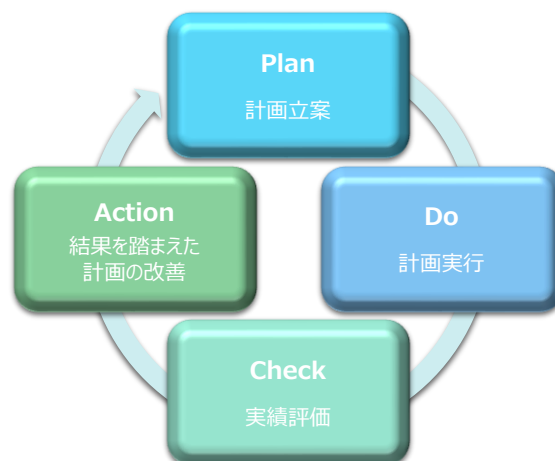 Plan
計画立案
Do
計画実行
Check
実績評価
Action
結果を踏まえた
計画の改善